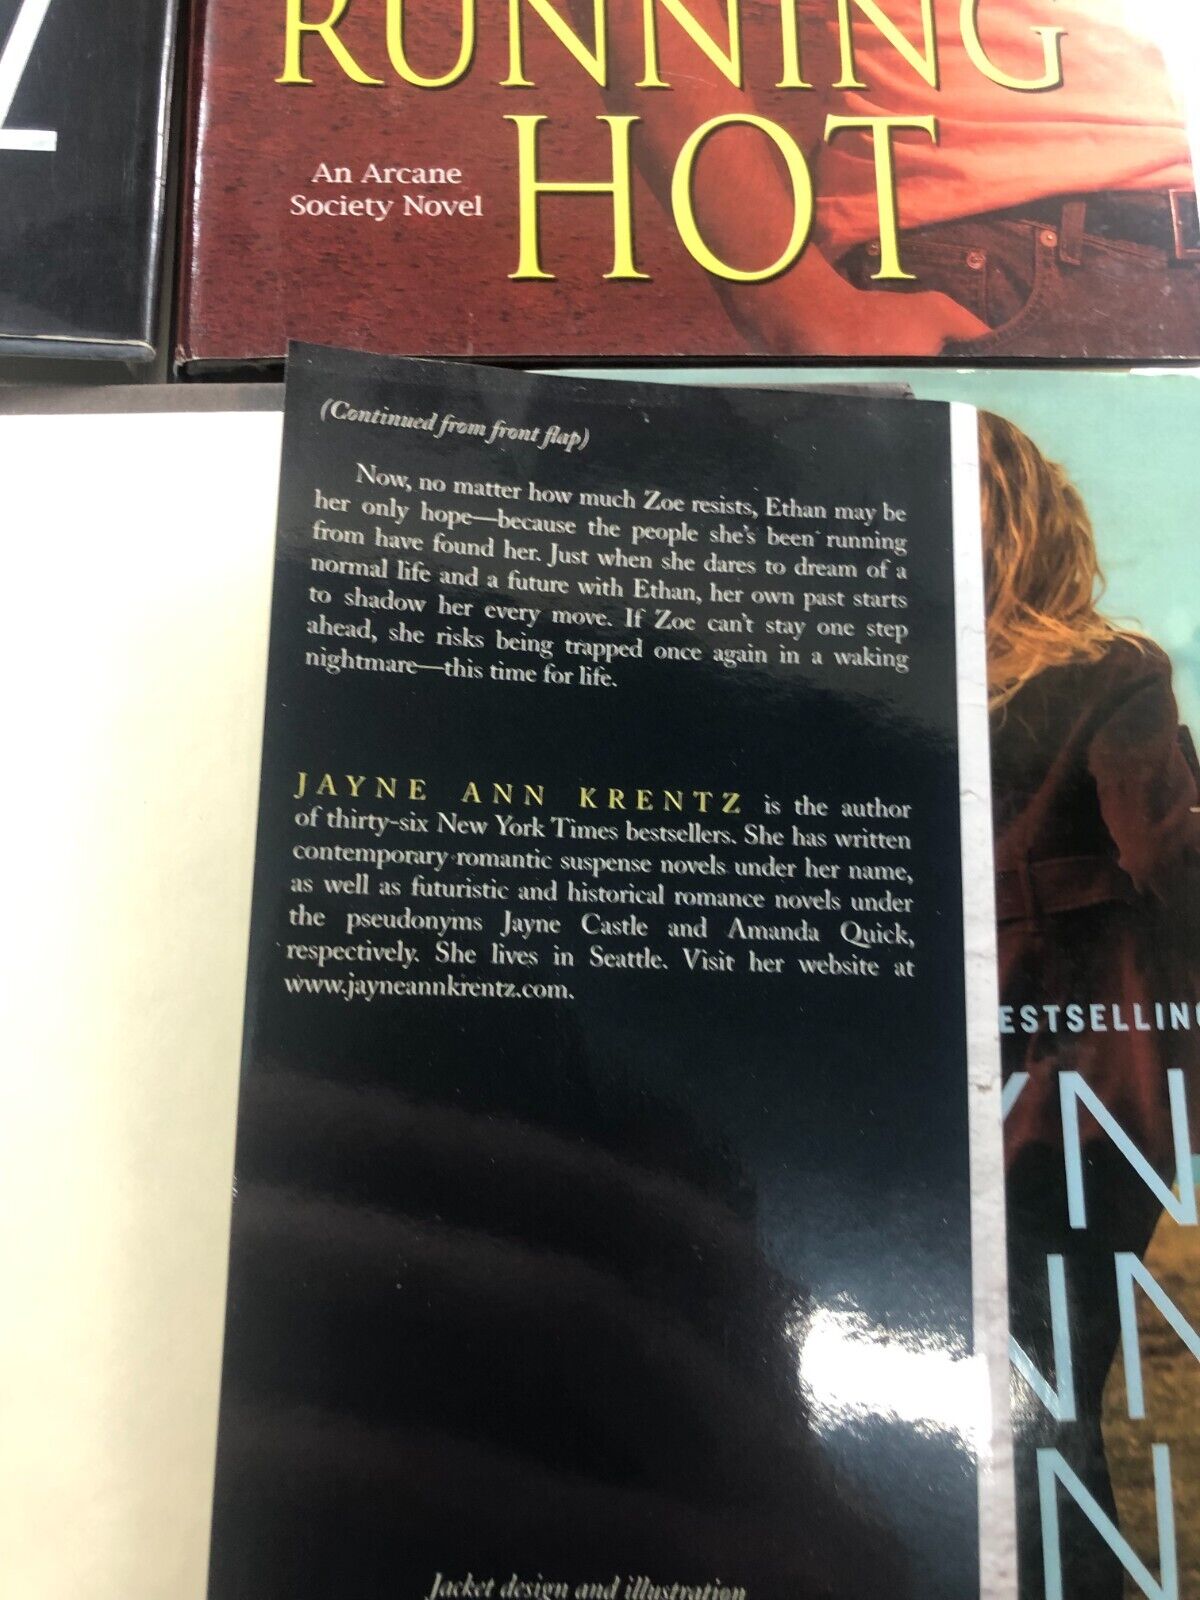 Z
RUNNING
HOT
An Arcane
Society Novel
(Continued from front flap)
Now, no matter how much Zoe resists, Ethan may be
her only hope—because the people she's been running
from have found her. Just when she dares to dream of a
normal life and a future with Ethan, her own past starts
to shadow her every move. If Zoe can't stay one step
ahead, she risks being trapped once again in a waking
nightmare—this time for life.
JAYNE ANN KRENTZ is the author
of thirty-six New York Times bestsellers. She has written
contemporary romantic suspense novels under her name,
as well as futuristic and historical romance novels under
the pseudonyms Jayne Castle and Amanda Quick,
respectively. She lives in Seattle. Visit her website at
www.jayneannkrentz.com.
Jacket design and illustration
ESTSELLING
YN
NN
N